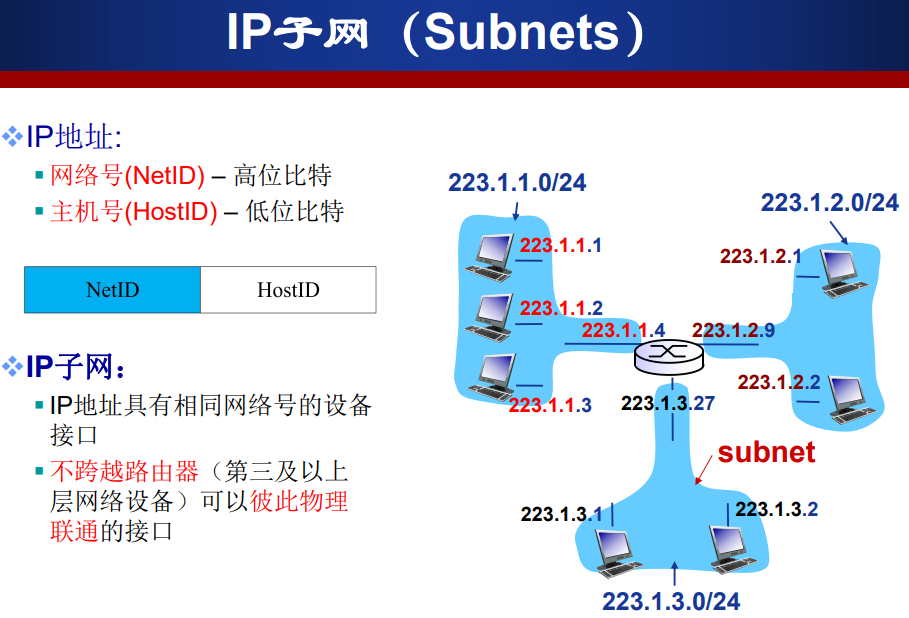 IP子网（Subnets）
IP地址:
网络号(NetID) – 高位比特
主机号(HostID) – 低位比特
NetID
HostID
IP子网：
IP地址具有相同网络号的设备
接口
不跨越路由器（第三及以上
层网络设备）可以彼此物理
联通的接口
223.1.1.0/24
223.1.2.0/24
223.1.1.1
223.1.2.1
223.1.1.2
223.1.1.4
223.1.2.9
223.1.2.2
223.1.1.3
223.1.3.27
subnet
223.1.3.1
223.1.3.2
223.1.3.0/24